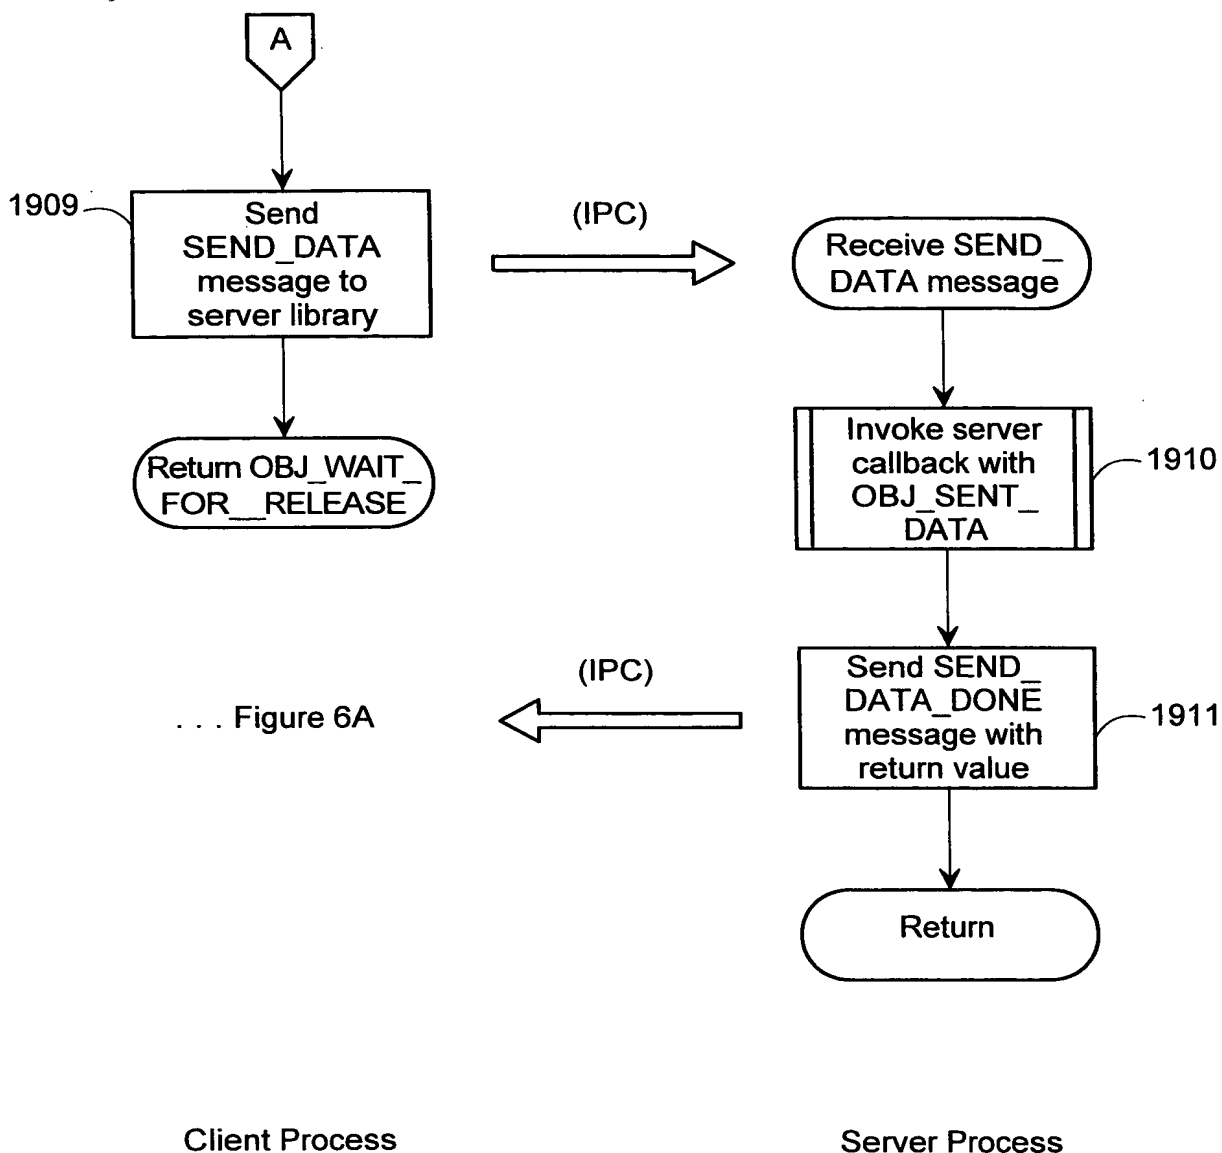 A
1909
Send
SEND_DATA
message to
server library
(IPC)
Receive SEND_
DATA message
Return OBJ_WAIT_
FOR__RELEASE
Invoke server
callback with
OBJ_SENT_
DATA
1910
(IPC)
. . . Figure 6A
Send SEND_
DATA_DONE
message with
return value
1911
Return
Client Process
Server Process